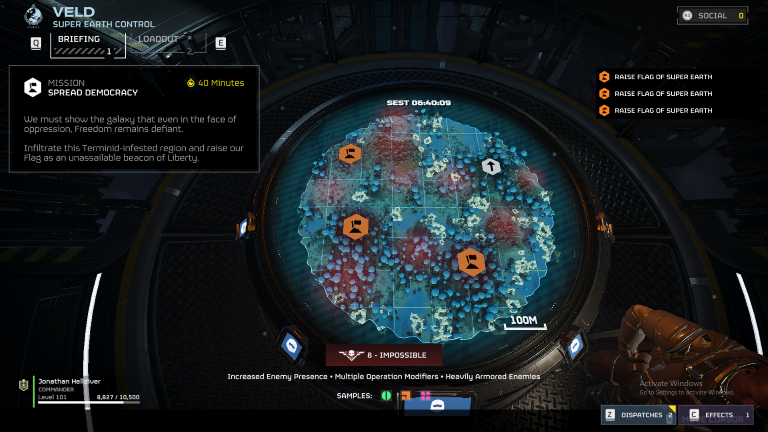 VELD
SUPER EARTH CONTROL
SOCIAL 0
Q
BRIEFING
1
LOADOUT
2
E
MISSION
SPREAD DEMOCRACY
40 Minutes
We must show the galaxy that even in the face of
oppression, Freedom remains defiant.
Infiltrate this Terminid-infested region and raise our
Flag as an unassailable beacon of Liberty.
RAISE FLAG OF SUPER EARTH
RAISE FLAG OF SUPER EARTH
RAISE FLAG OF SUPER EARTH
SEST 06:40:09
100M
8 - IMPOSSIBLE
Increased Enemy Presence • Multiple Operation Modifiers • Heavily Armored Enemies
SAMPLES:
Jonathan Helldiver
COMMANDER
Level 101
8,827 / 10,500
Activate Windows
Go to Settings to activate Windows.
Z DISPATCHES 2
C EFFECTS 1